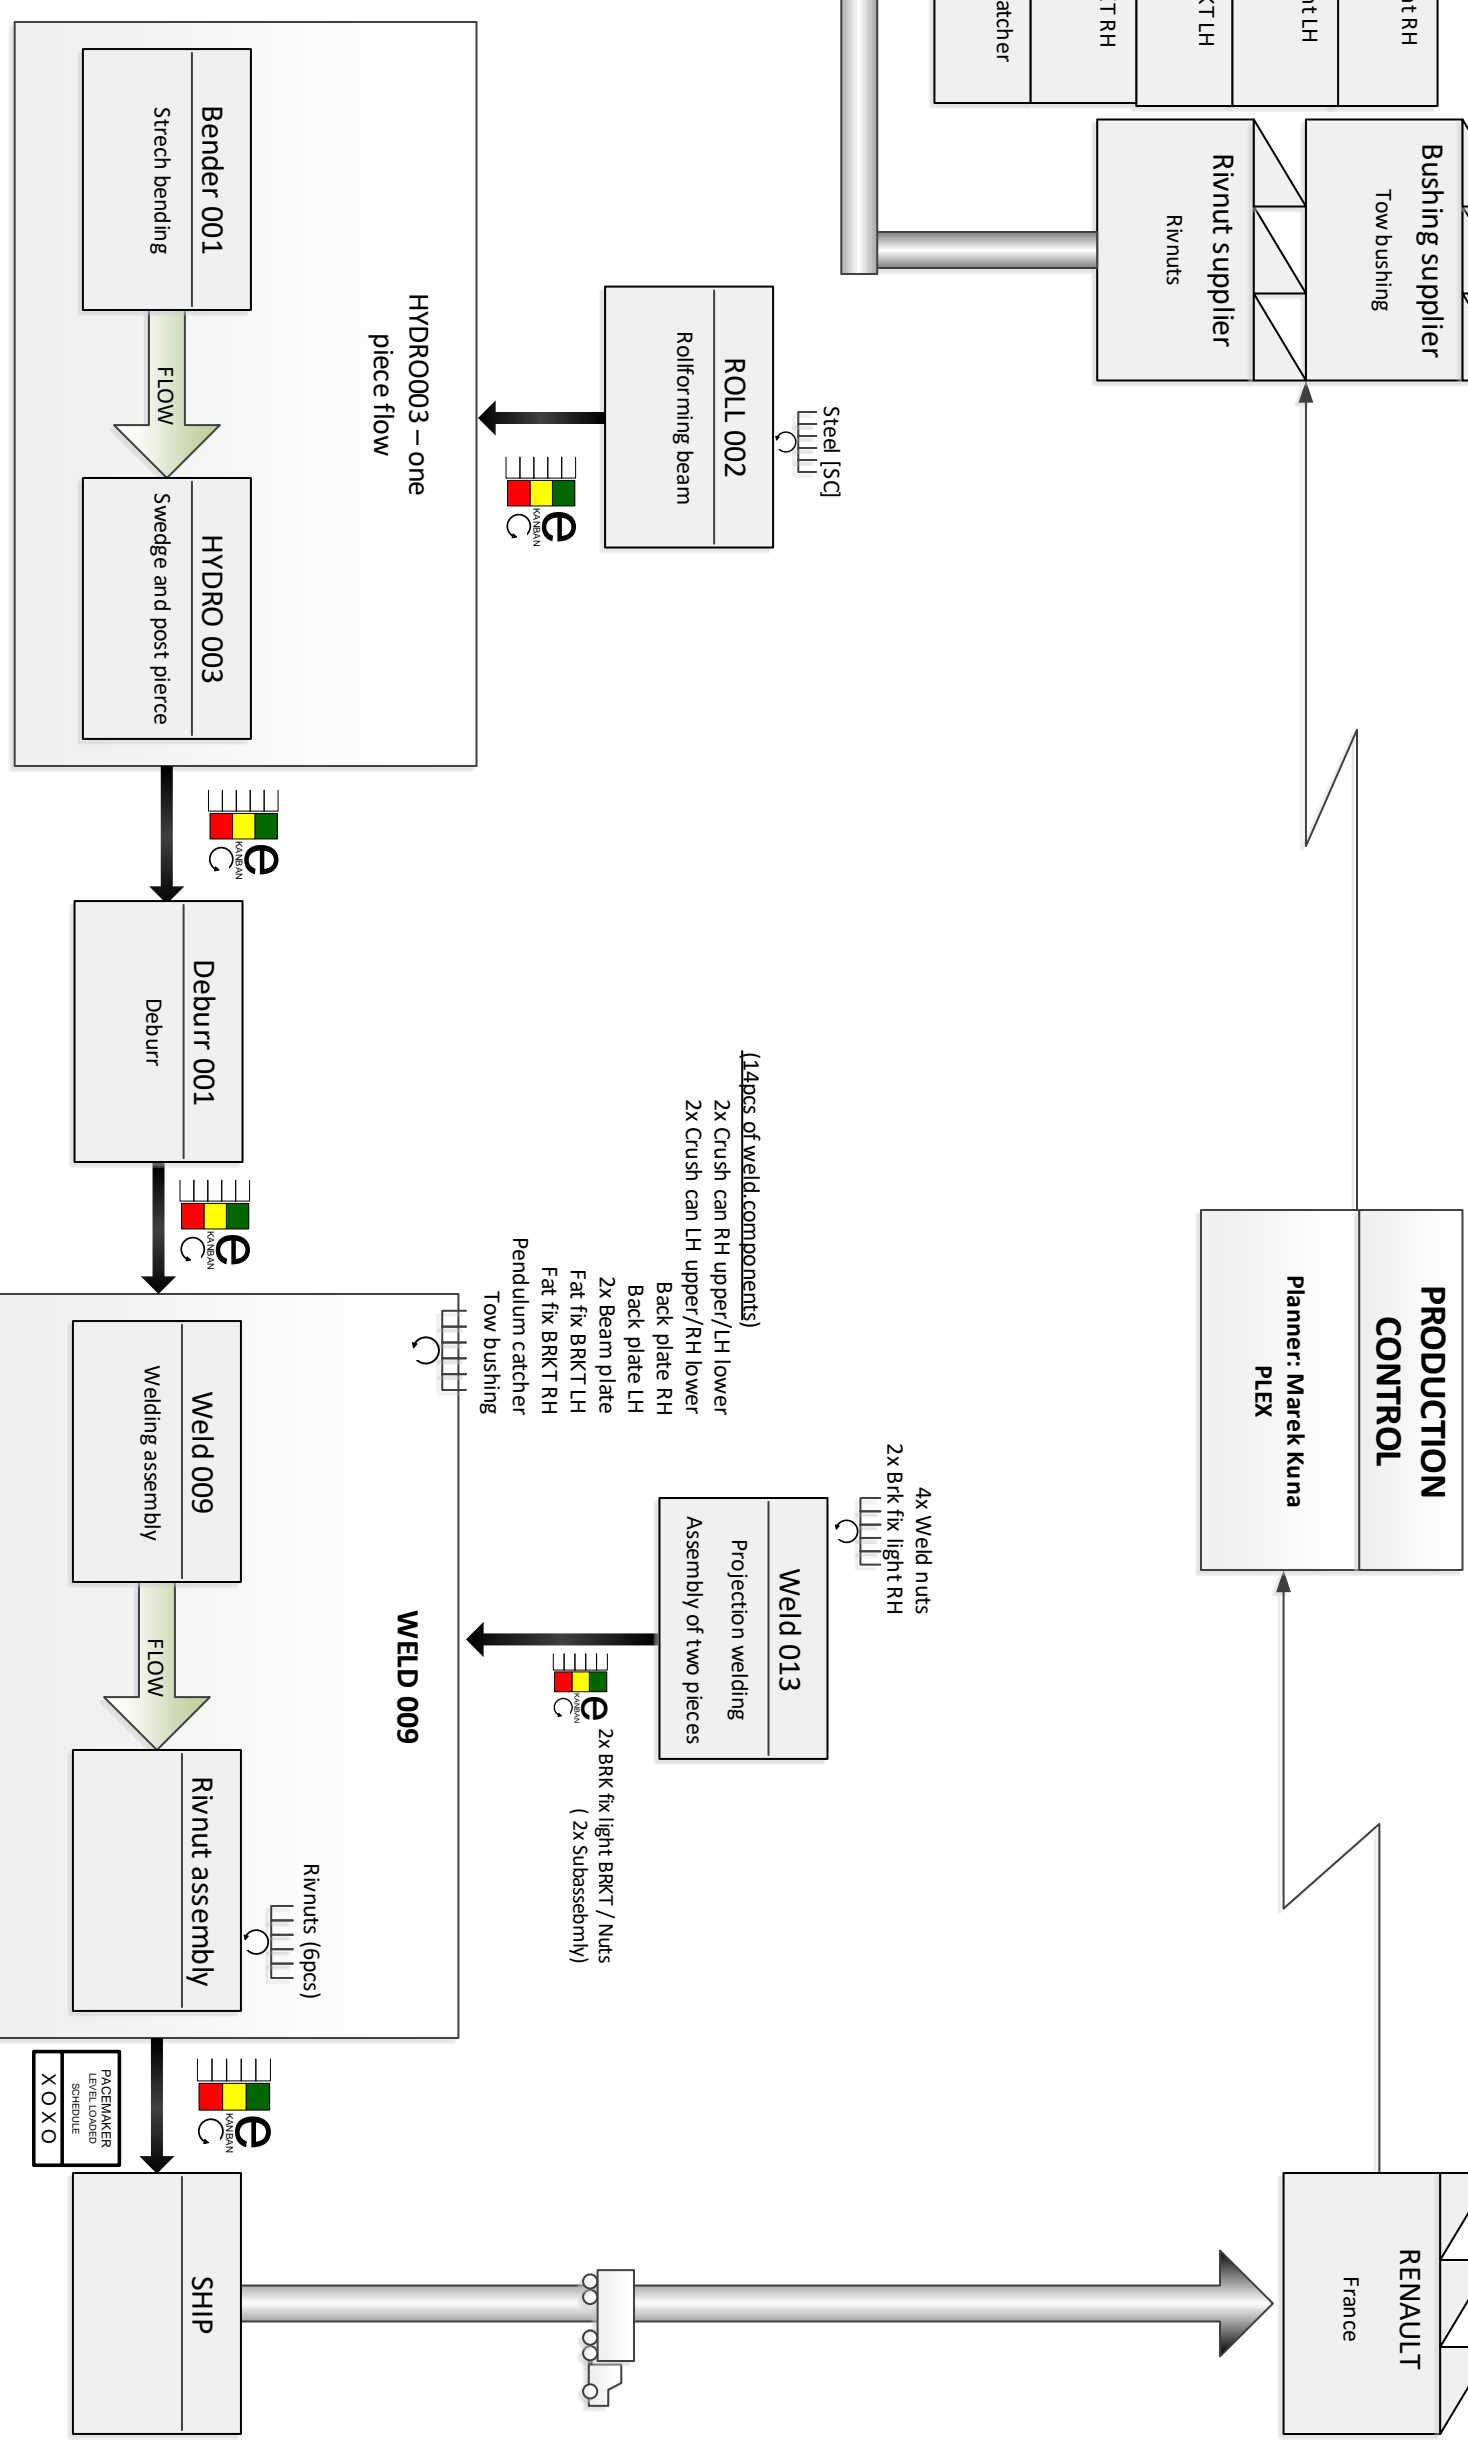 nt RH
nt LH
KT LH
T RH
atcher
Bushing supplier
Tow bushing
Rivnut supplier
Rivnuts
PRODUCTION
CONTROL
Planner: Marek Kuna
PLEX
RENAULT
France
Steel [SC]
ROLL 002
Rollforming beam
e
KANBAN
HYDRO003 – one
piece flow
Bender 001
Strech bending
FLOW
HYDRO 003
Swedge and post pierce
e
KANBAN
Deburr 001
Deburr
e
KANBAN
(14pcs of weld.components)
2x Crush can RH upper/LH lower
2x Crush can LH upper/RH lower
Back plate RH
Back plate LH
2x Beam plate
Fat fix BRKT LH
Fat fix BRKT RH
Pendulum catcher
Tow bushing
4x Weld nuts
2x Brk fix light RH
Weld 013
Projection welding
Assembly of two pieces
e
KANBAN
2x BRK fix light BRKT / Nuts
( 2x Subassebmly)
WELD 009
Weld 009
Welding assembly
FLOW
Rivnuts (6pcs)
Rivnut assembly
e
KANBAN
PACEMAKER
LEVEL LOADED
SCHEDULE
X O X O
SHIP